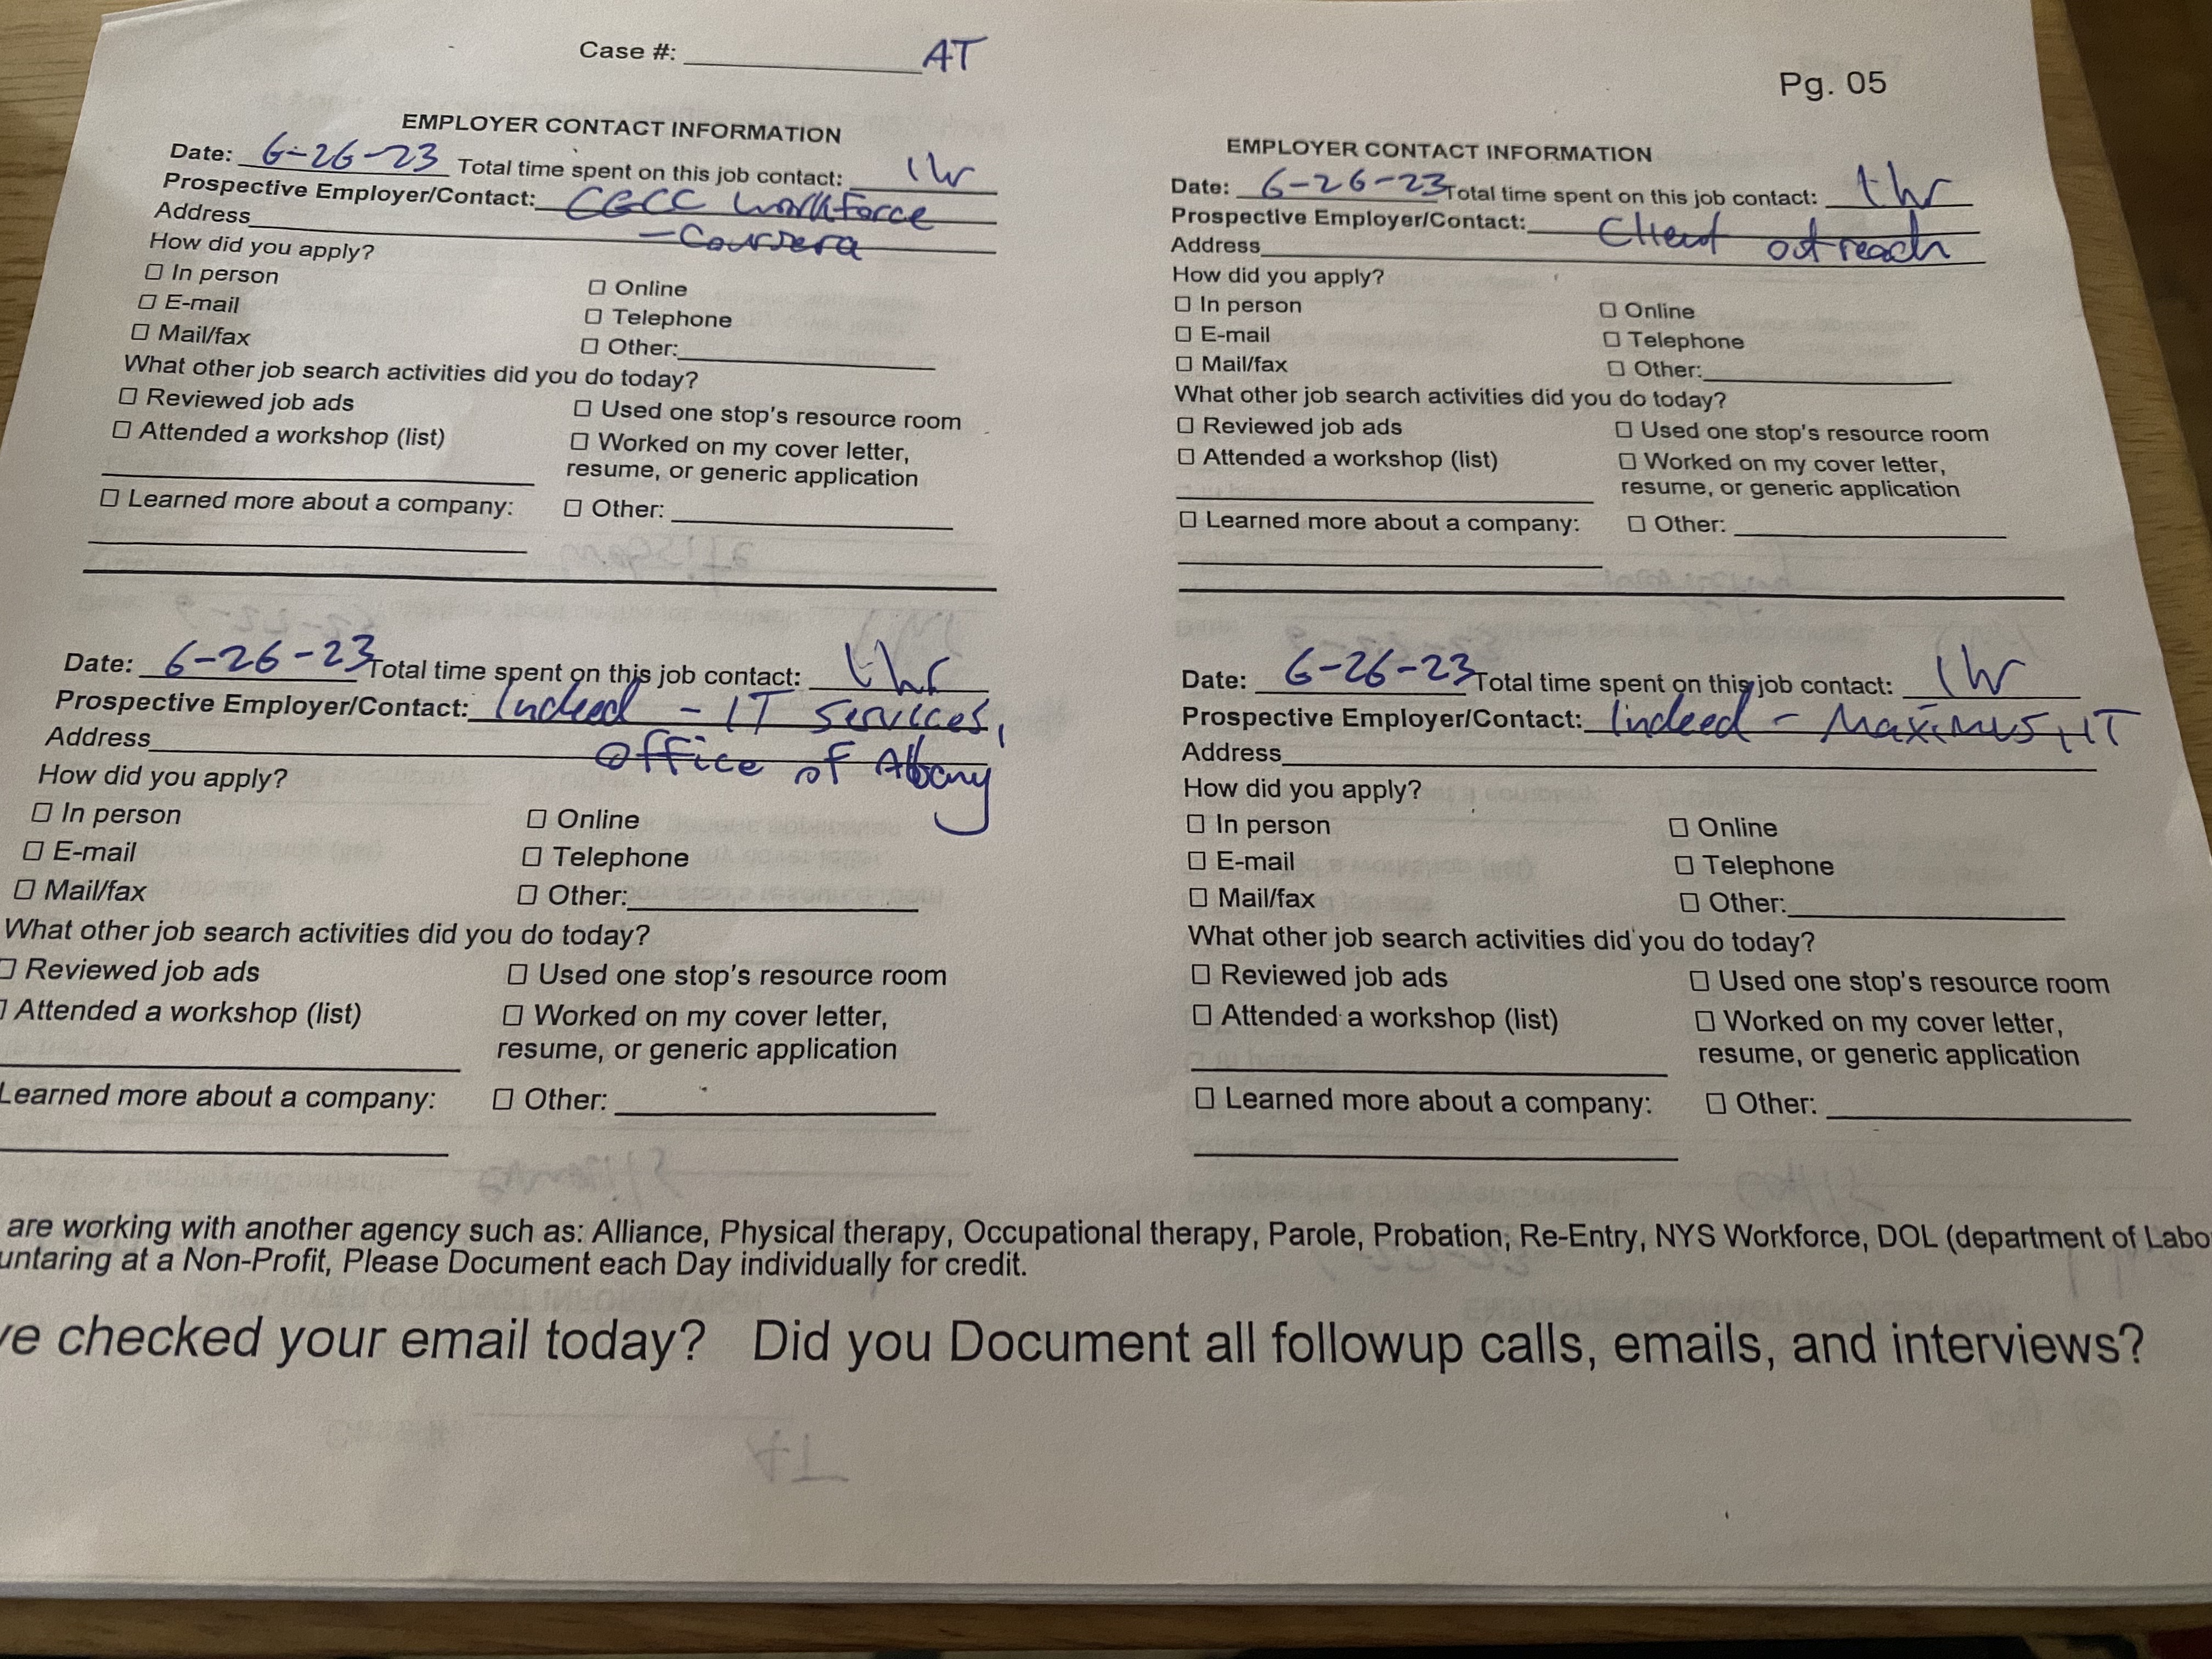 Case #: AT
Pg. 05
EMPLOYER CONTACT INFORMATION
Date: 6-26-23 Total time spent on this job contact: 1hr
Prospective Employer/Contact: CGCC Workforce
Address - Coursera
How did you apply?
☐ In person ☐ Online
☐ E-mail ☐ Telephone
☐ Mail/fax ☐ Other:
What other job search activities did you do today?
☐ Reviewed job ads ☐ Used one stop's resource room
☐ Attended a workshop (list) ☐ Worked on my cover letter,
resume, or generic application
☐ Learned more about a company: ☐ Other:
EMPLOYER CONTACT INFORMATION
Date: 6-26-23 Total time spent on this job contact: 1hr
Prospective Employer/Contact: Client outreach
Address
How did you apply?
☐ In person ☐ Online
☐ E-mail ☐ Telephone
☐ Mail/fax ☐ Other:
What other job search activities did you do today?
☐ Reviewed job ads ☐ Used one stop's resource room
☐ Attended a workshop (list) ☐ Worked on my cover letter,
resume, or generic application
☐ Learned more about a company: ☐ Other:
Date: 6-26-23 Total time spent on this job contact: 1hr
Prospective Employer/Contact: Indeed - IT Services,
Address Office of Albany
How did you apply?
☐ In person ☐ Online
☐ E-mail ☐ Telephone
☐ Mail/fax ☐ Other:
What other job search activities did you do today?
☐ Reviewed job ads ☐ Used one stop's resource room
☐ Attended a workshop (list) ☐ Worked on my cover letter,
resume, or generic application
Learned more about a company: ☐ Other:
Date: 6-26-23 Total time spent on this job contact: 1hr
Prospective Employer/Contact: Indeed - Maximus, IT
Address
How did you apply?
☐ In person ☐ Online
☐ E-mail ☐ Telephone
☐ Mail/fax ☐ Other:
What other job search activities did you do today?
☐ Reviewed job ads ☐ Used one stop's resource room
☐ Attended a workshop (list) ☐ Worked on my cover letter,
resume, or generic application
☐ Learned more about a company: ☐ Other:
are working with another agency such as: Alliance, Physical therapy, Occupational therapy, Parole, Probation, Re-Entry, NYS Workforce, DOL (department of Labo
untaring at a Non-Profit, Please Document each Day individually for credit.
ve checked your email today? Did you Document all followup calls, emails, and interviews?